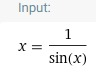 Input:
x = 1/sin(x)